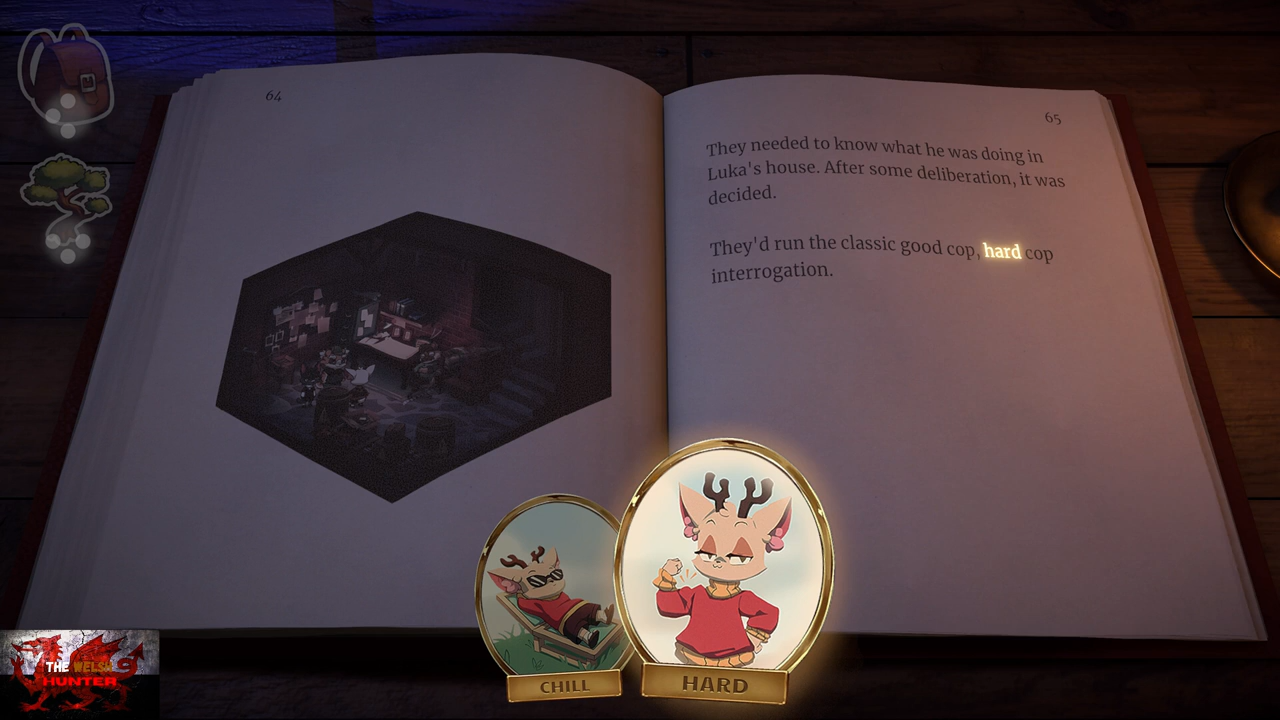 64
65
They needed to know what he was doing in
Luka's house. After some deliberation, it was
decided.
They'd run the classic good cop, hard cop
interrogation.
CHILL
HARD
THE WELSH
HUNTER